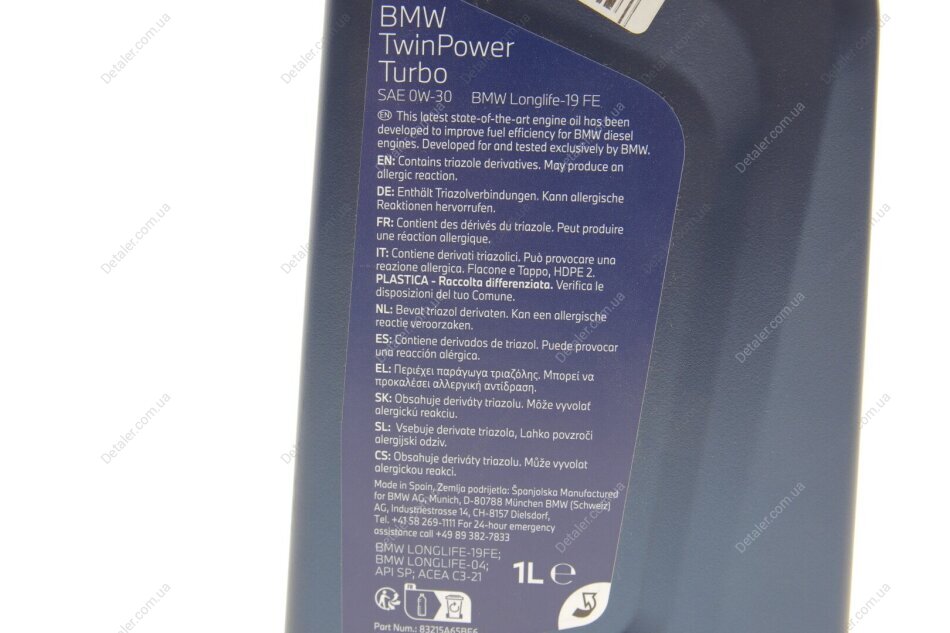 BMW
TwinPower
Turbo
SAE 0W-30 BMW Longlife-19 FE
EN This latest state-of-the-art engine oil has been
developed to improve fuel efficiency for BMW diesel
engines. Developed for and tested exclusively by BMW.
EN: Contains triazole derivatives. May produce an
allergic reaction.
DE: Enthält Triazolverbindungen. Kann allergische
Reaktionen hervorrufen.
FR: Contient des dérivés du triazole. Peut produire
une réaction allergique.
IT: Contiene derivati triazolici. Può provocare una
reazione allergica. Flacone e Tappo, HDPE 2.
PLASTICA - Raccolta differenziata. Verifica le
disposizioni del tuo Comune.
NL: Bevat triazol derivaten. Kan een allergische
reactie veroorzaken.
ES: Contiene derivados de triazol. Puede provocar
una reacción alérgica.
EL: Περιέχει παράγωγα τριαζόλης. Μπορεί να
προκαλέσει αλλεργική αντίδραση.
SK: Obsahuje deriváty triazolu. Môže vyvolať
alergickú reakciu.
SL: Vsebuje derivate triazola, Lahko povzroči
alergijski odziv.
CS: Obsahuje deriváty triazolu. Může vyvolat
alergickou reakci.
Made in Spain, Zemlja podrijetla: Španjolska Manufactured
for BMW AG, Munich, D-80788 München BMW (Schweiz)
AG, Industriestrasse 14, CH-8157 Dielsdorf,
Tel. +41 58 269-1111 For 24-hour emergency
assistance call +49 89 382-7833
BMW LONGLIFE-19FE;
BMW LONGLIFE-04;
API SP; ACEA C3-21
1L ℮
FR
Part Num.: 83215A65BE6
Detaler.com.ua